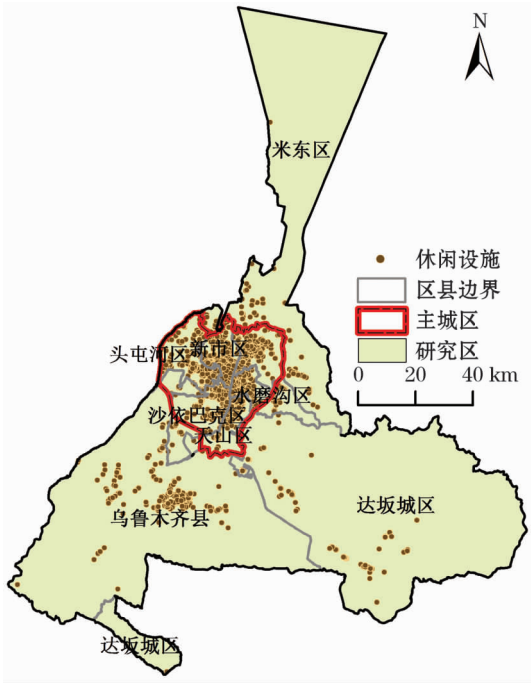 N
米东区
休闲设施
区县边界
主城区
研究区
0 20 40 km
头屯河区
新市区
水磨沟区
沙依巴克区
天山区
乌鲁木齐县
达坂城区
达坂城区